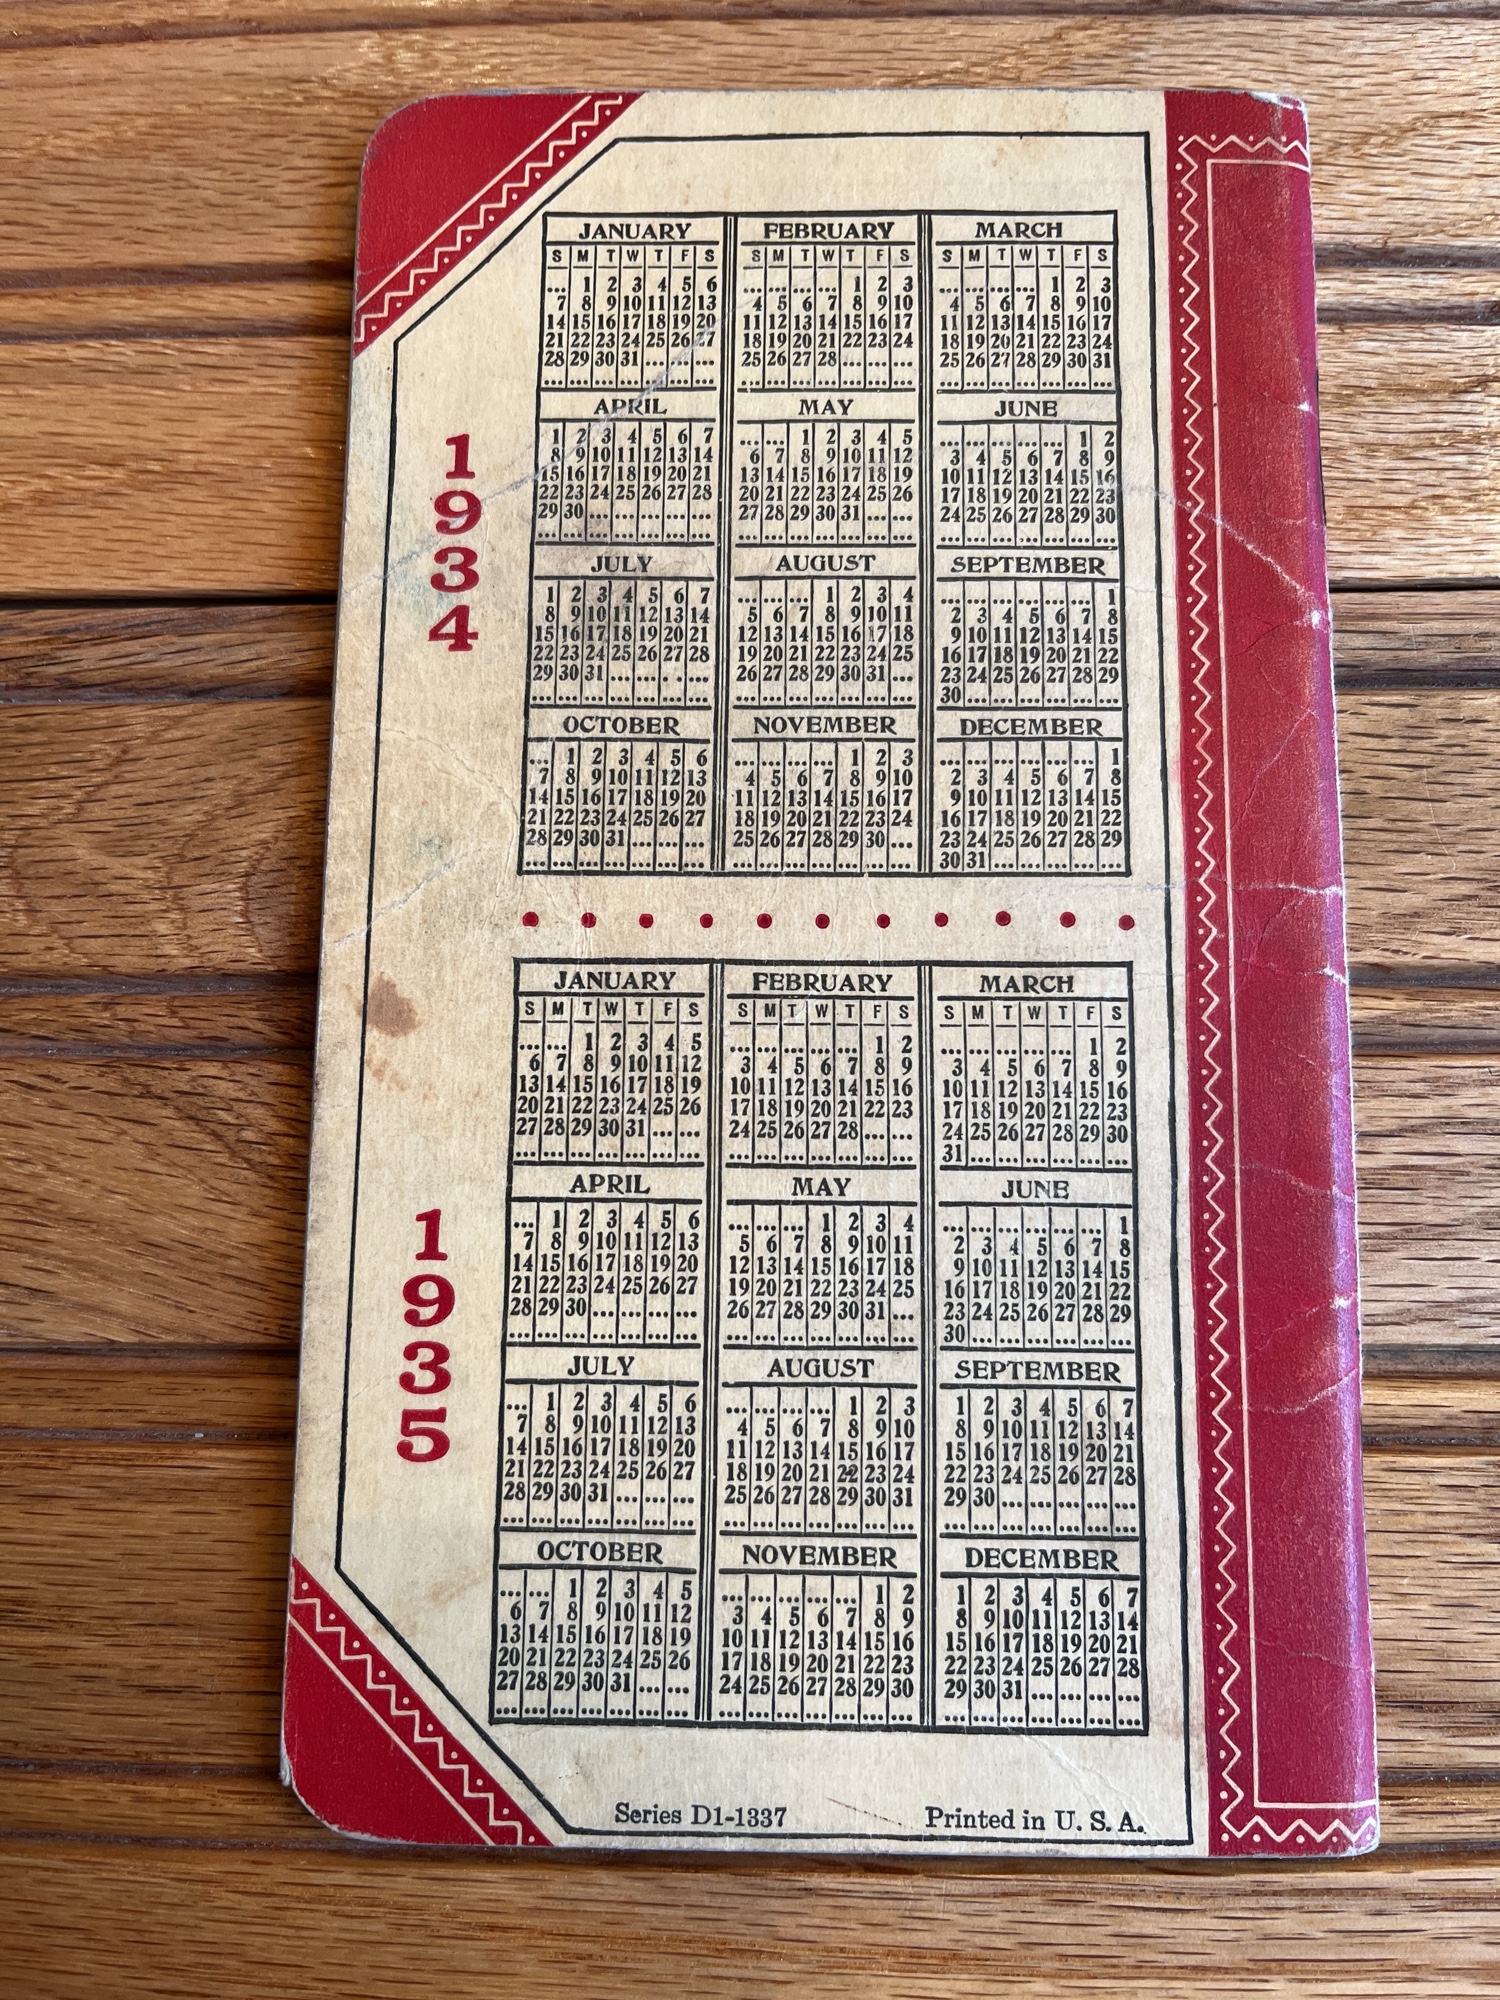 1934
JANUARY
S M T W T F S
1 2 3 4 5 6
7 8 9 10 11 12 13
14 15 16 17 18 19 20
21 22 23 24 25 26 27
28 29 30 31
FEBRUARY
S M T W T F S
1 2 3
4 5 6 7 8 9 10
11 12 13 14 15 16 17
18 19 20 21 22 23 24
25 26 27 28
MARCH
S M T W T F S
1 2 3
4 5 6 7 8 9 10
11 12 13 14 15 16 17
18 19 20 21 22 23 24
25 26 27 28 29 30 31
APRIL
1 2 3 4 5 6 7
8 9 10 11 12 13 14
15 16 17 18 19 20 21
22 23 24 25 26 27 28
29 30
MAY
1 2 3 4 5
6 7 8 9 10 11 12
13 14 15 16 17 18 19
20 21 22 23 24 25 26
27 28 29 30 31
JUNE
1 2
3 4 5 6 7 8 9
10 11 12 13 14 15 16
17 18 19 20 21 22 23
24 25 26 27 28 29 30
JULY
1 2 3 4 5 6 7
8 9 10 11 12 13 14
15 16 17 18 19 20 21
22 23 24 25 26 27 28
29 30 31
AUGUST
1 2 3 4
5 6 7 8 9 10 11
12 13 14 15 16 17 18
19 20 21 22 23 24 25
26 27 28 29 30 31
SEPTEMBER
1
2 3 4 5 6 7 8
9 10 11 12 13 14 15
16 17 18 19 20 21 22
23 24 25 26 27 28 29
30
OCTOBER
1 2 3 4 5 6
7 8 9 10 11 12 13
14 15 16 17 18 19 20
21 22 23 24 25 26 27
28 29 30 31
NOVEMBER
1 2 3
4 5 6 7 8 9 10
11 12 13 14 15 16 17
18 19 20 21 22 23 24
25 26 27 28 29 30
DECEMBER
1
2 3 4 5 6 7 8
9 10 11 12 13 14 15
16 17 18 19 20 21 22
23 24 25 26 27 28 29
30 31
1935
JANUARY
S M T W T F S
1 2 3 4 5
6 7 8 9 10 11 12
13 14 15 16 17 18 19
20 21 22 23 24 25 26
27 28 29 30 31
FEBRUARY
S M T W T F S
1 2
3 4 5 6 7 8 9
10 11 12 13 14 15 16
17 18 19 20 21 22 23
24 25 26 27 28
MARCH
S M T W T F S
1 2
3 4 5 6 7 8 9
10 11 12 13 14 15 16
17 18 19 20 21 22 23
24 25 26 27 28 29 30
31
APRIL
1 2 3 4 5 6
7 8 9 10 11 12 13
14 15 16 17 18 19 20
21 22 23 24 25 26 27
28 29 30
MAY
1 2 3 4
5 6 7 8 9 10 11
12 13 14 15 16 17 18
19 20 21 22 23 24 25
26 27 28 29 30 31
JUNE
1
2 3 4 5 6 7 8
9 10 11 12 13 14 15
16 17 18 19 20 21 22
23 24 25 26 27 28 29
30
JULY
1 2 3 4 5 6
7 8 9 10 11 12 13
14 15 16 17 18 19 20
21 22 23 24 25 26 27
28 29 30 31
AUGUST
1 2 3
4 5 6 7 8 9 10
11 12 13 14 15 16 17
18 19 20 21 22 23 24
25 26 27 28 29 30 31
SEPTEMBER
1 2 3 4 5 6 7
8 9 10 11 12 13 14
15 16 17 18 19 20 21
22 23 24 25 26 27 28
29 30
OCTOBER
1 2 3 4 5
6 7 8 9 10 11 12
13 14 15 16 17 18 19
20 21 22 23 24 25 26
27 28 29 30 31
NOVEMBER
1 2
3 4 5 6 7 8 9
10 11 12 13 14 15 16
17 18 19 20 21 22 23
24 25 26 27 28 29 30
DECEMBER
1 2 3 4 5 6 7
8 9 10 11 12 13 14
15 16 17 18 19 20 21
22 23 24 25 26 27 28
29 30 31
Series D1-1337
Printed in U. S. A.